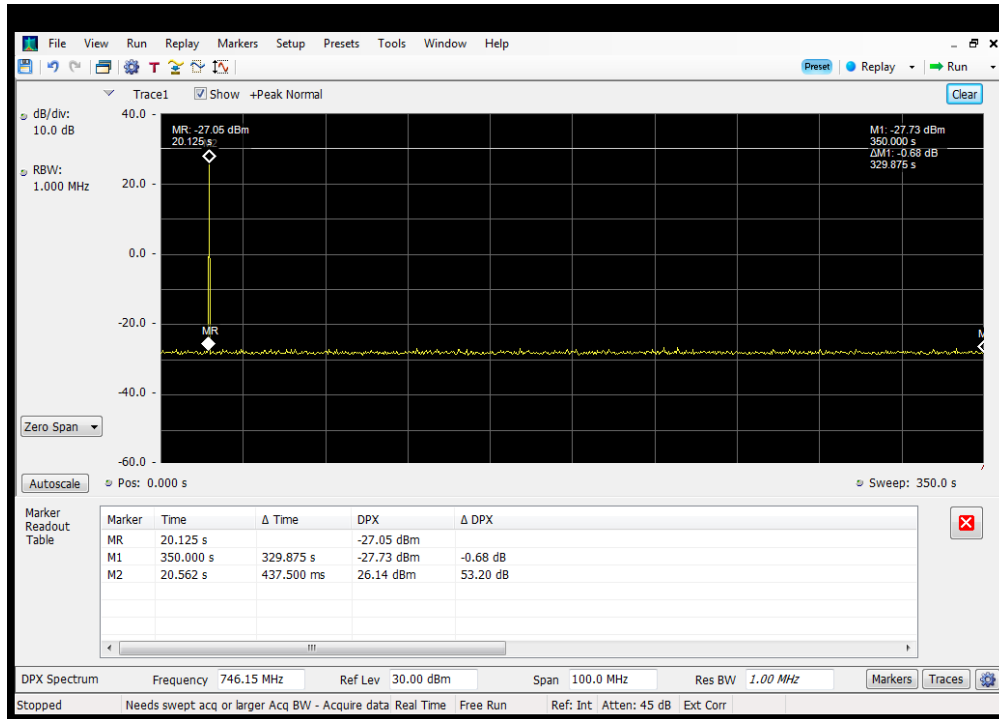 File View Run Replay Markers Setup Presets Tools Window Help
T Preset Replay Run
Trace1 Show +Peak Normal Clear
dB/div:
10.0 dB
RBW:
1.000 MHz
40.0
20.0
0.0
-20.0
-40.0
-60.0
MR: -27.05 dBm
20.125 s
M1: -27.73 dBm
350.000 s
ΔM1: -0.68 dB
329.875 s
MR
Zero Span
Autoscale Pos: 0.000 s Sweep: 350.0 s
Marker
Readout
Table
Marker Time Δ Time DPX Δ DPX
MR 20.125 s -27.05 dBm
M1 350.000 s 329.875 s -27.73 dBm -0.68 dB
M2 20.562 s 437.500 ms 26.14 dBm 53.20 dB
DPX Spectrum Frequency 746.15 MHz Ref Lev 30.00 dBm Span 100.0 MHz Res BW 1.00 MHz Markers Traces
Stopped Needs swept acq or larger Acq BW - Acquire data Real Time Free Run Ref: Int Atten: 45 dB Ext Corr